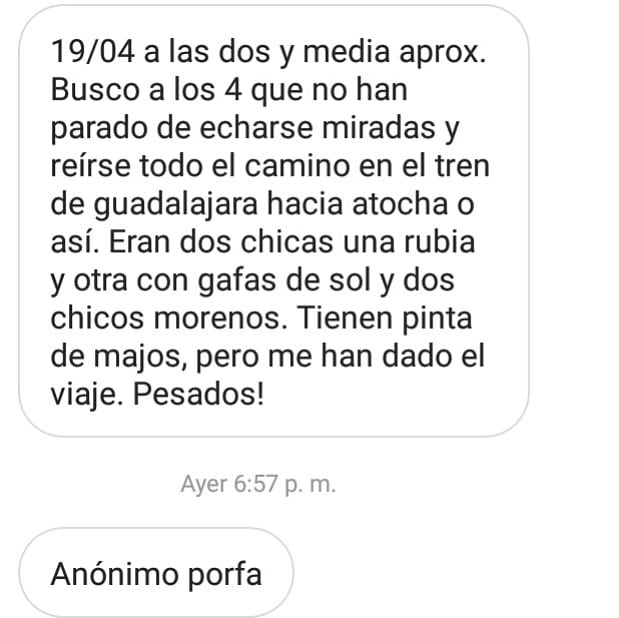 19/04 a las dos y media aprox.
Busco a los 4 que no han
parado de echarse miradas y
reírse todo el camino en el tren
de guadalajara hacia atocha o
así. Eran dos chicas una rubia
y otra con gafas de sol y dos
chicos morenos. Tienen pinta
de majos, pero me han dado el
viaje. Pesados!
Ayer 6:57 p. m.
Anónimo porfa